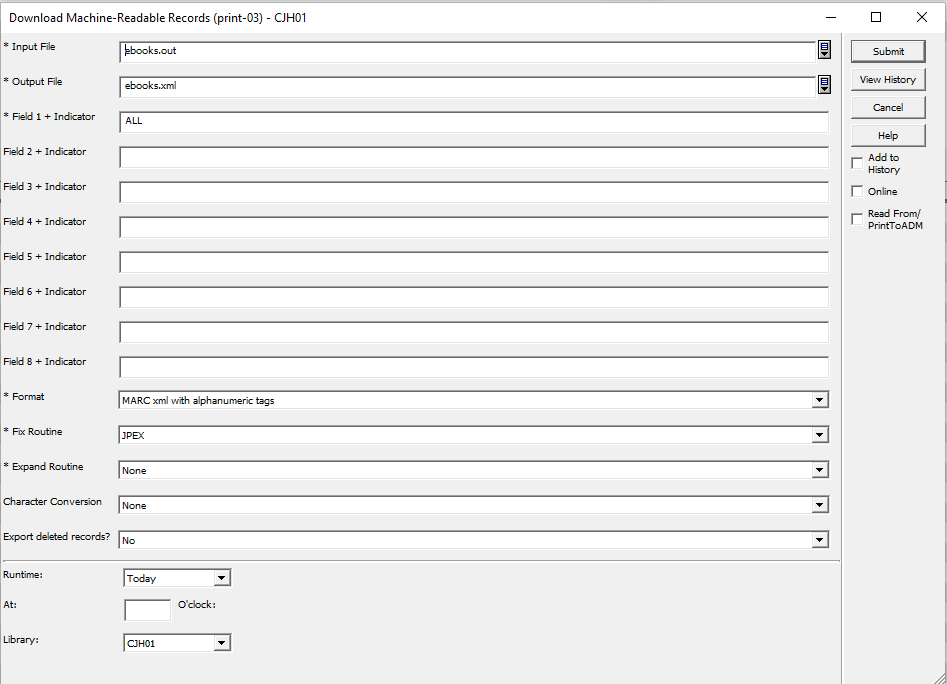 Download Machine-Readable Records (print-03) - CJH01
* Input File
ebooks.out
* Output File
ebooks.xml
* Field 1 + Indicator
ALL
Field 2 + Indicator
Field 3 + Indicator
Field 4 + Indicator
Field 5 + Indicator
Field 6 + Indicator
Field 7 + Indicator
Field 8 + Indicator
* Format
MARC xml with alphanumeric tags
* Fix Routine
JPEX
* Expand Routine
None
Character Conversion
None
Export deleted records?
No
Runtime:
Today
At:
O'clock:
Library:
CJH01
Submit
View History
Cancel
Help
Add to
History
Online
Read From/
PrintToADM